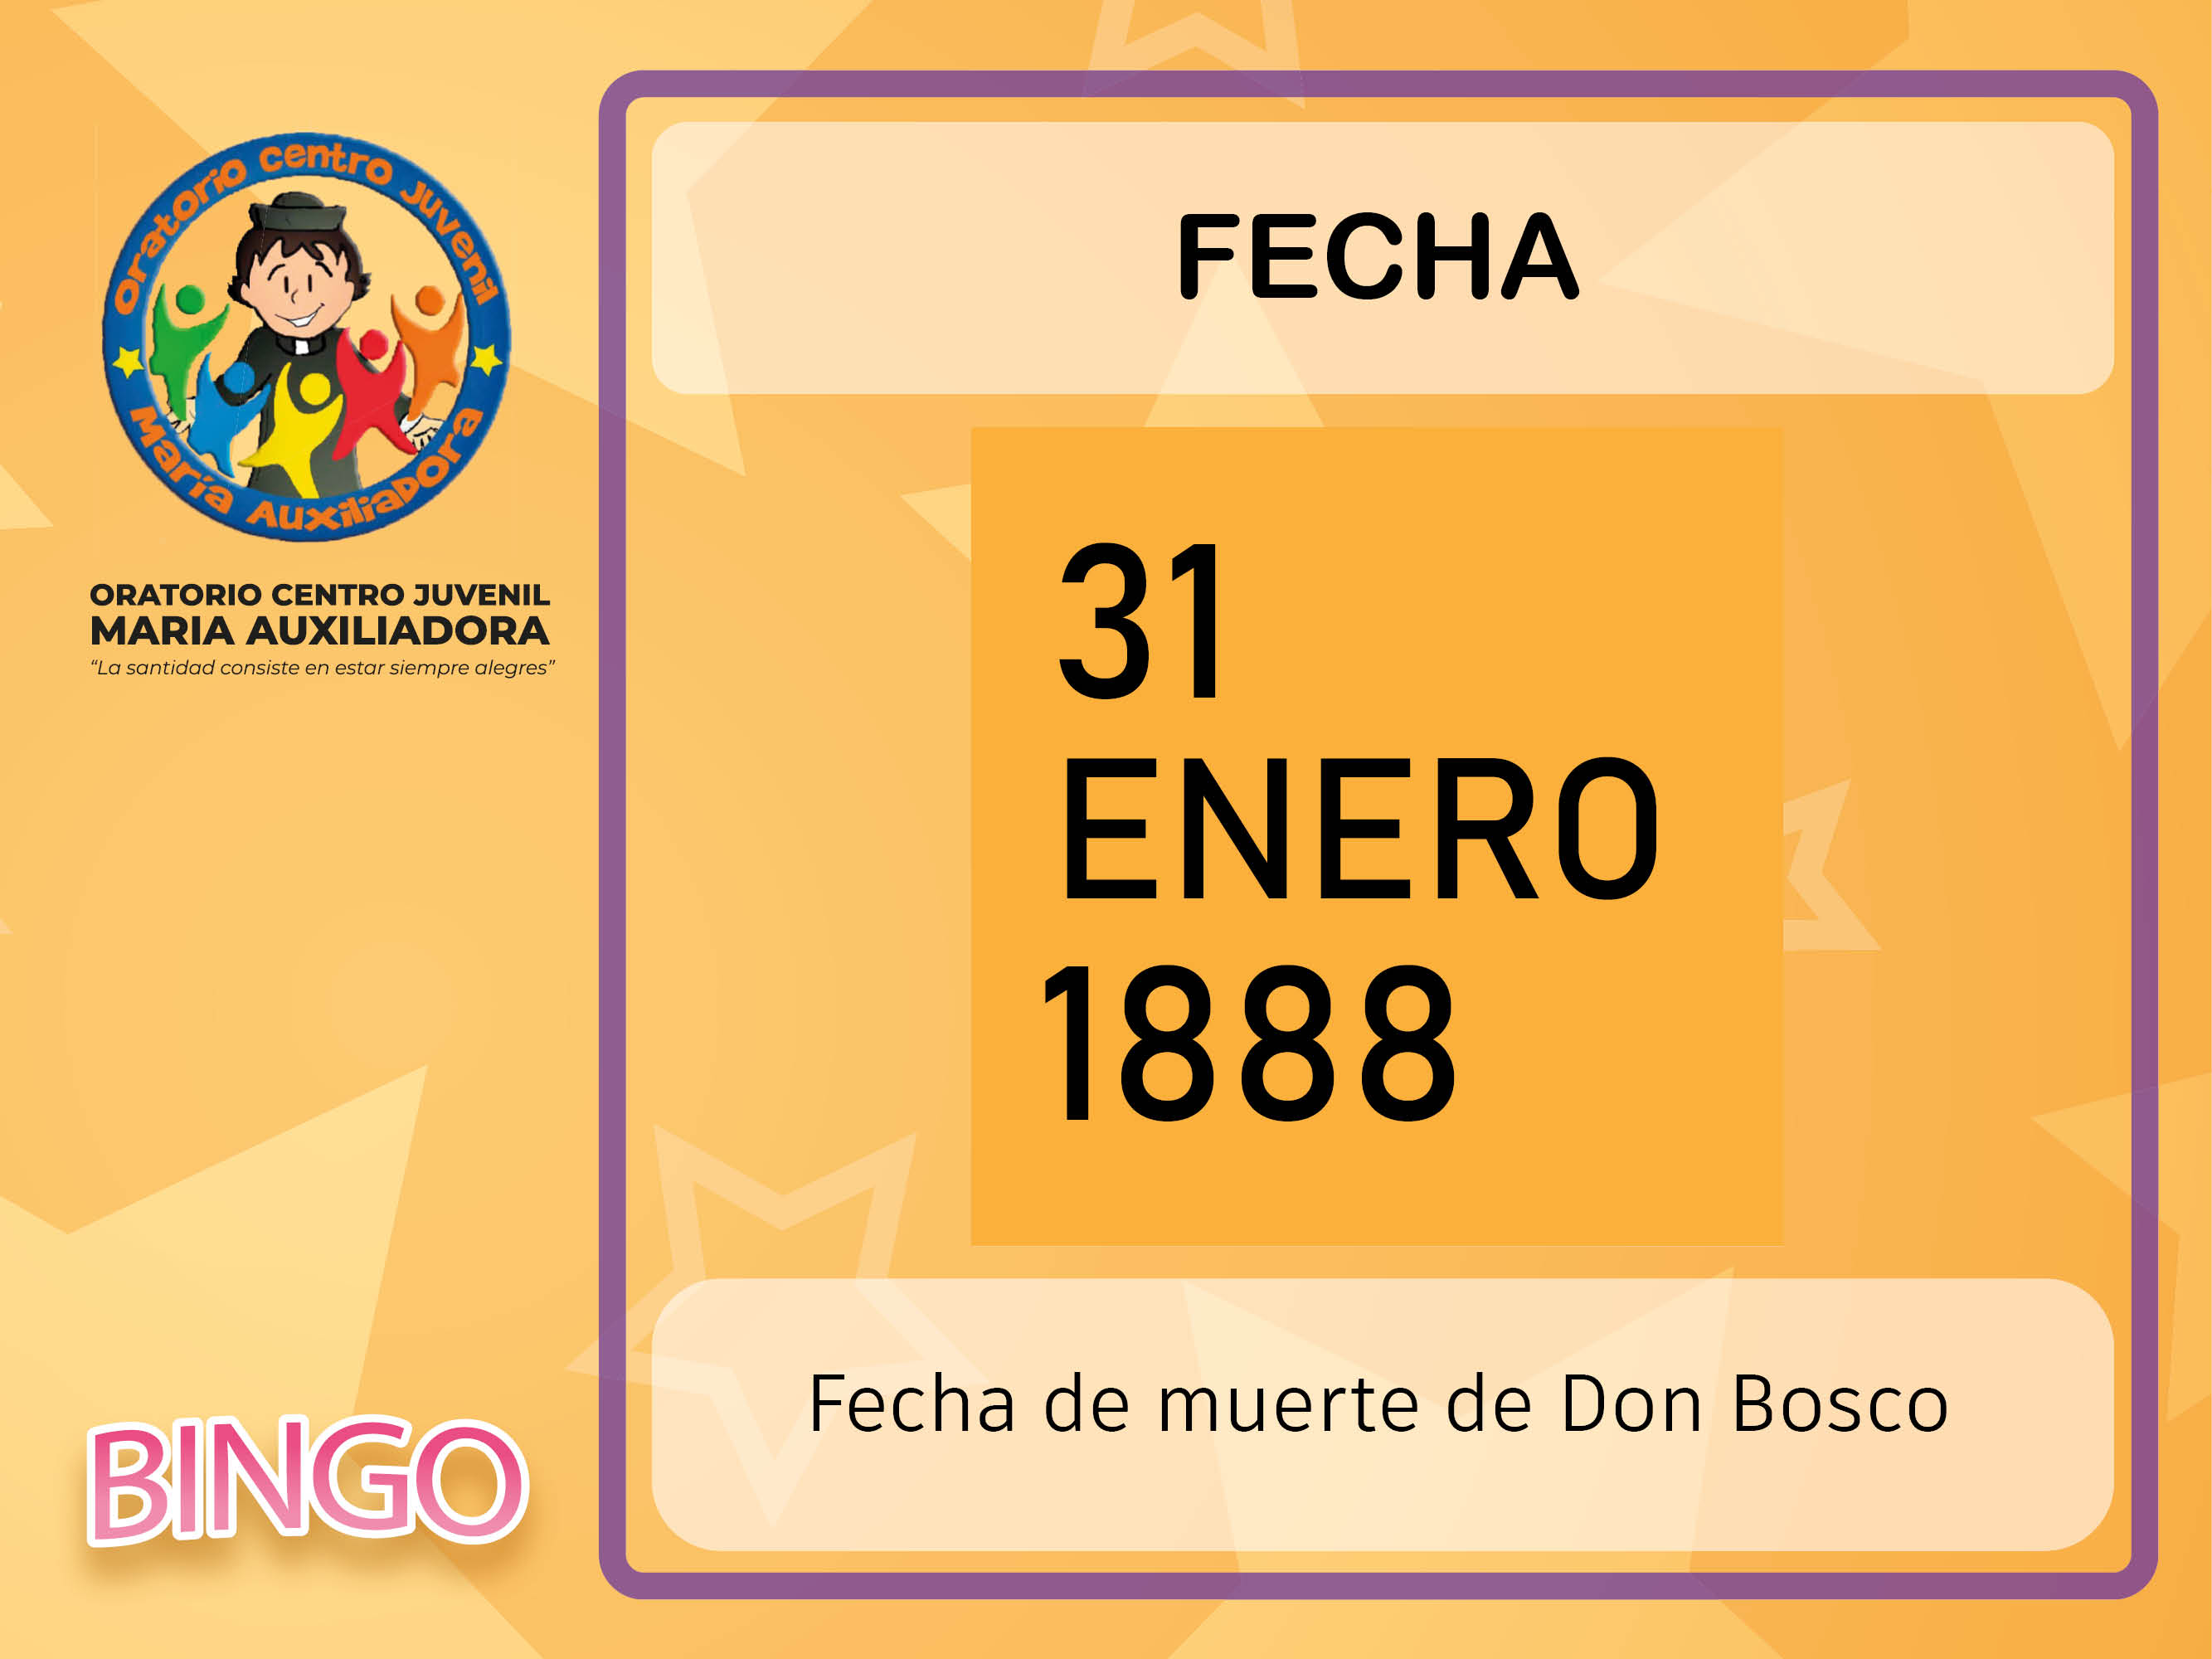 Oratorio Centro Juvenil
María Auxiliadora
ORATORIO CENTRO JUVENIL
MARIA AUXILIADORA
“La santidad consiste en estar siempre alegres”
FECHA
31
ENERO
1888
Fecha de muerte de Don Bosco
BINGO